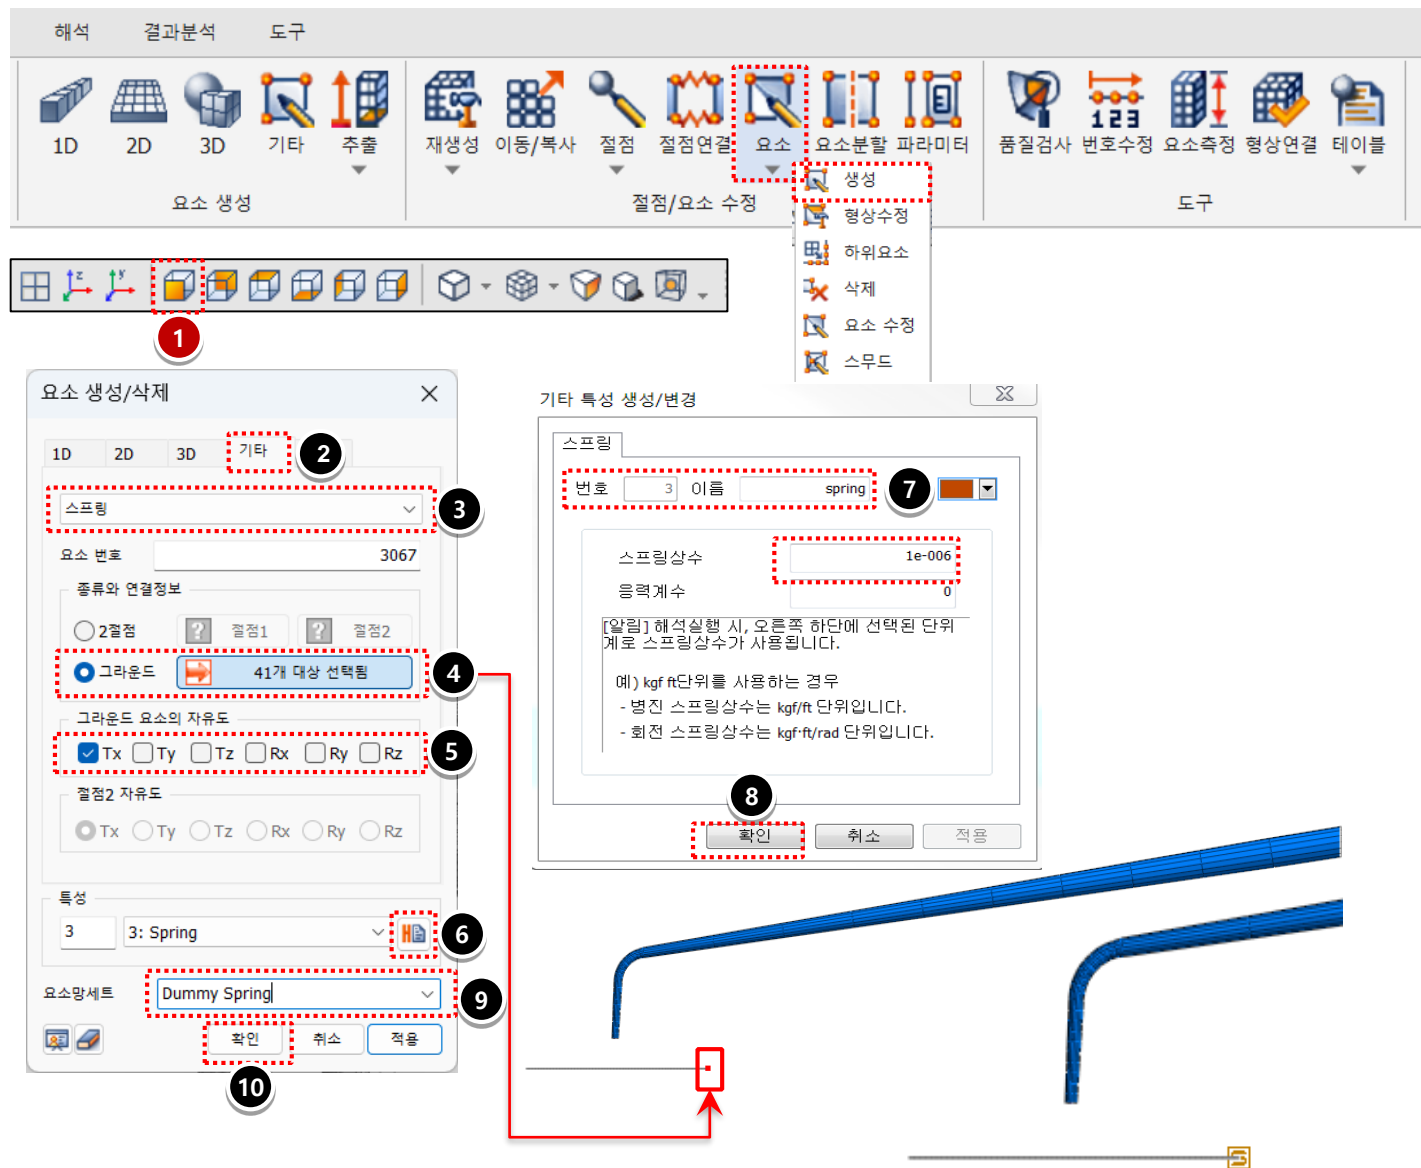 해석 결과분석 도구
1D 2D 3D 기타 추출 재생성 이동/복사 절점 절점연결 요소 요소분할 파라미터 품질검사 번호수정 요소측정 형상연결 테이블
요소 생성 절점/요소 수정 도구
생성
형상수정
하위요소
삭제
요소 수정
스무드
1
요소 생성/삭제
1D 2D 3D 기타 2
스프링 3
요소 번호 3067
종류와 연결정보
2절점 절점1 절점2
그라운드 41개 대상 선택됨 4
그라운드 요소의 자유도
Tx Ty Tz Rx Ry Rz 5
절점2 자유도
Tx Ty Tz Rx Ry Rz
특성
3 3: Spring 6
요소망세트 Dummy Spring 9
확인 취소 적용
10
기타 특성 생성/변경
스프링
번호 3 이름 spring 7
스프링상수 1e-006
응력계수 0
[알림] 해석실행 시, 오른쪽 하단에 선택된 단위
계로 스프링상수가 사용됩니다.
예) kgf ft단위를 사용하는 경우
- 병진 스프링상수는 kgf/ft 단위입니다.
- 회전 스프링상수는 kgf·ft/rad 단위입니다.
8
확인 취소 적용